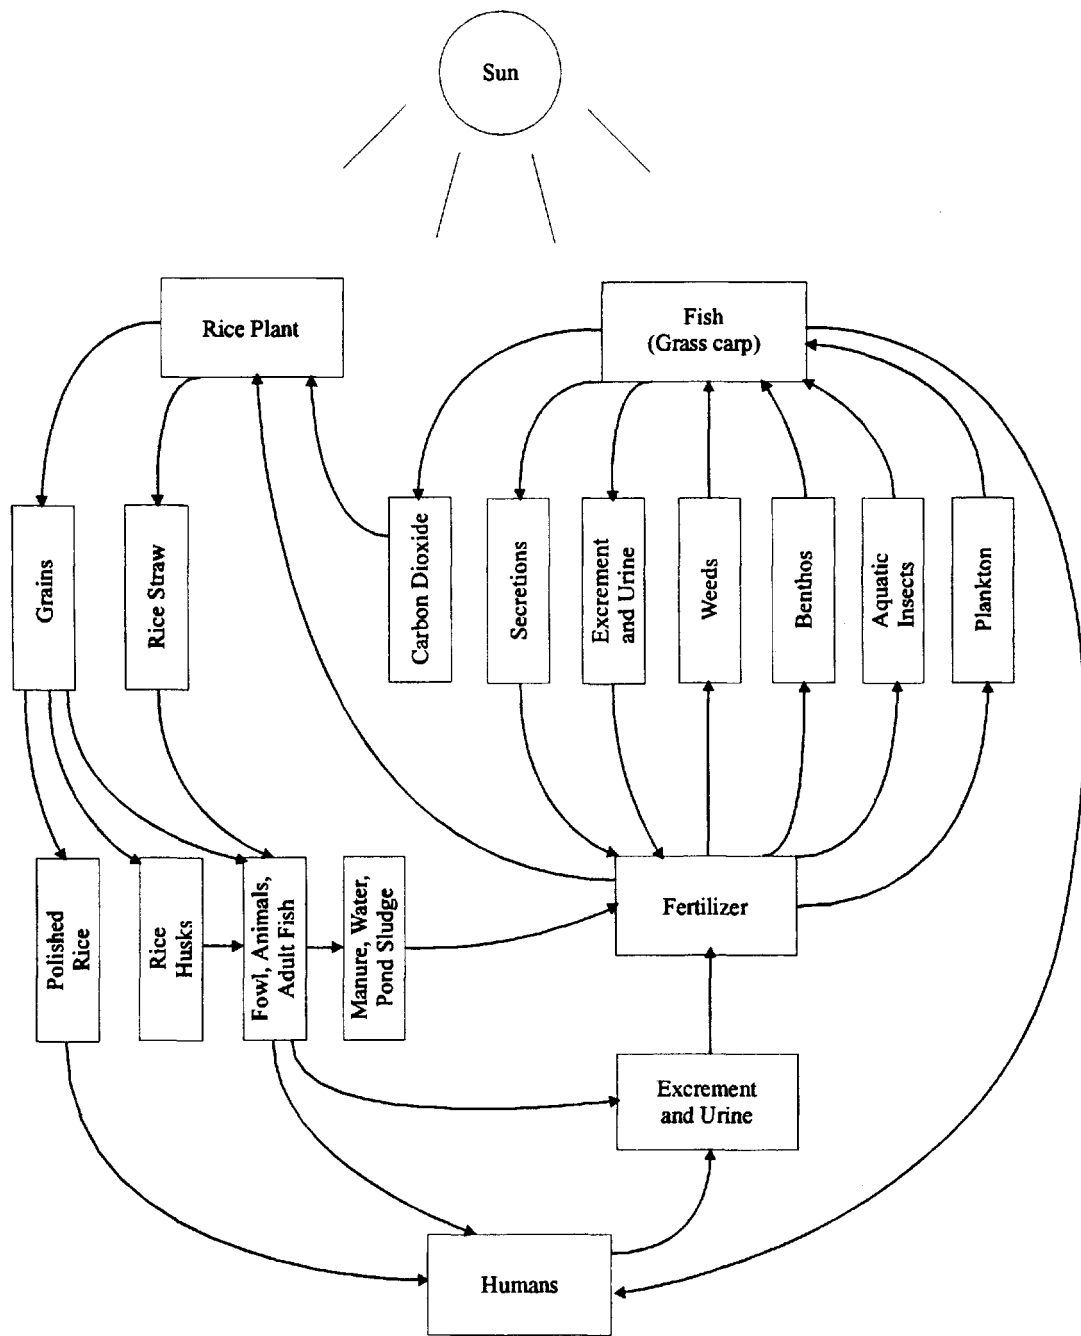 Sun
Rice Plant
Fish
(Grass carp)
Grains
Rice Straw
Carbon Dioxide
Secretions
Excrement
and Urine
Weeds
Benthos
Aquatic
Insects
Plankton
Polished
Rice
Rice
Husks
Fowl, Animals,
Adult Fish
Manure, Water,
Pond Sludge
Fertilizer
Excrement
and Urine
Humans